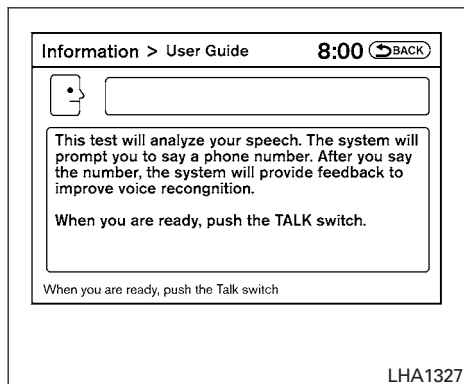 Information > User Guide 8:00 BACK
This test will analyze your speech. The system will
prompt you to say a phone number. After you say
the number, the system will provide feedback to
improve voice recongnition.
When you are ready, push the TALK switch.
When you are ready, push the Talk switch
LHA1327